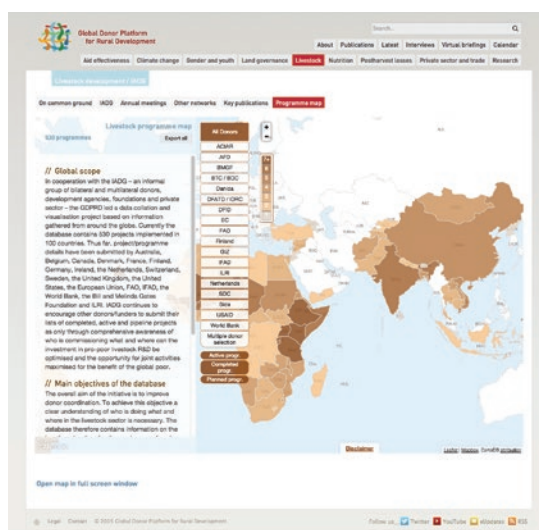 Global Donor Platform
for Rural Development
Search...
About Publications Latest Interviews Virtual briefings Calendar
Aid effectiveness Climate change Gender and youth Land governance Livestock Nutrition Postharvest losses Private sector and trade Research
Livestock development / IADG
On common ground IADG Annual meetings Other networks Key publications Programme map
Livestock programme map
530 programmes
Export all
// Global scope
In cooperation with the IADG – an informal
group of bilateral and multilateral donors,
development agencies, foundations and private
sector – the GDPRD led a data collation and
visualisation project based on information
gathered from around the globe. Currently the
database contains 530 projects implemented in
100 countries. Thus far, project/programme
details have been submitted by Australia,
Belgium, Canada, Denmark, France, Finland,
Germany, Ireland, the Netherlands, Switzerland,
Sweden, the United Kingdom, the United
States, the European Union, FAO, IFAD, the
World Bank, the Bill and Melinda Gates
Foundation and ILRI. IADG continues to
encourage other donors/funders to submit their
lists of completed, active and pipeline projects
as only through comprehensive awareness of
who is commissioning what and where can the
investment in pro-poor livestock R&D be
optimised and the opportunity for joint activities
maximised for the benefit of the global poor.
// Main objectives of the database
The overall aim of the initiative is to improve
donor coordination. To achieve this objective a
clear understanding of who is doing what and
where in the livestock sector is necessary. The
database therefore contains information on the
All Donors
ACIAR
AFD
BMGF
BTC / BOC
Danida
DFATD / IDRC
DFID
EC
FAO
Finland
GIZ
IFAD
ILRI
Netherlands
SDC
Sida
USAID
World Bank
Multiple donor
selection
Active progr.
Completed
progr.
Planned progr.
+
Disclaimer
Leaflet | Mapbox, CartoDB attribution
Open map in full screen window
Legal Contact © 2015 Global Donor Platform for Rural Development
Follow us... Twitter YouTube eUpdates RSS